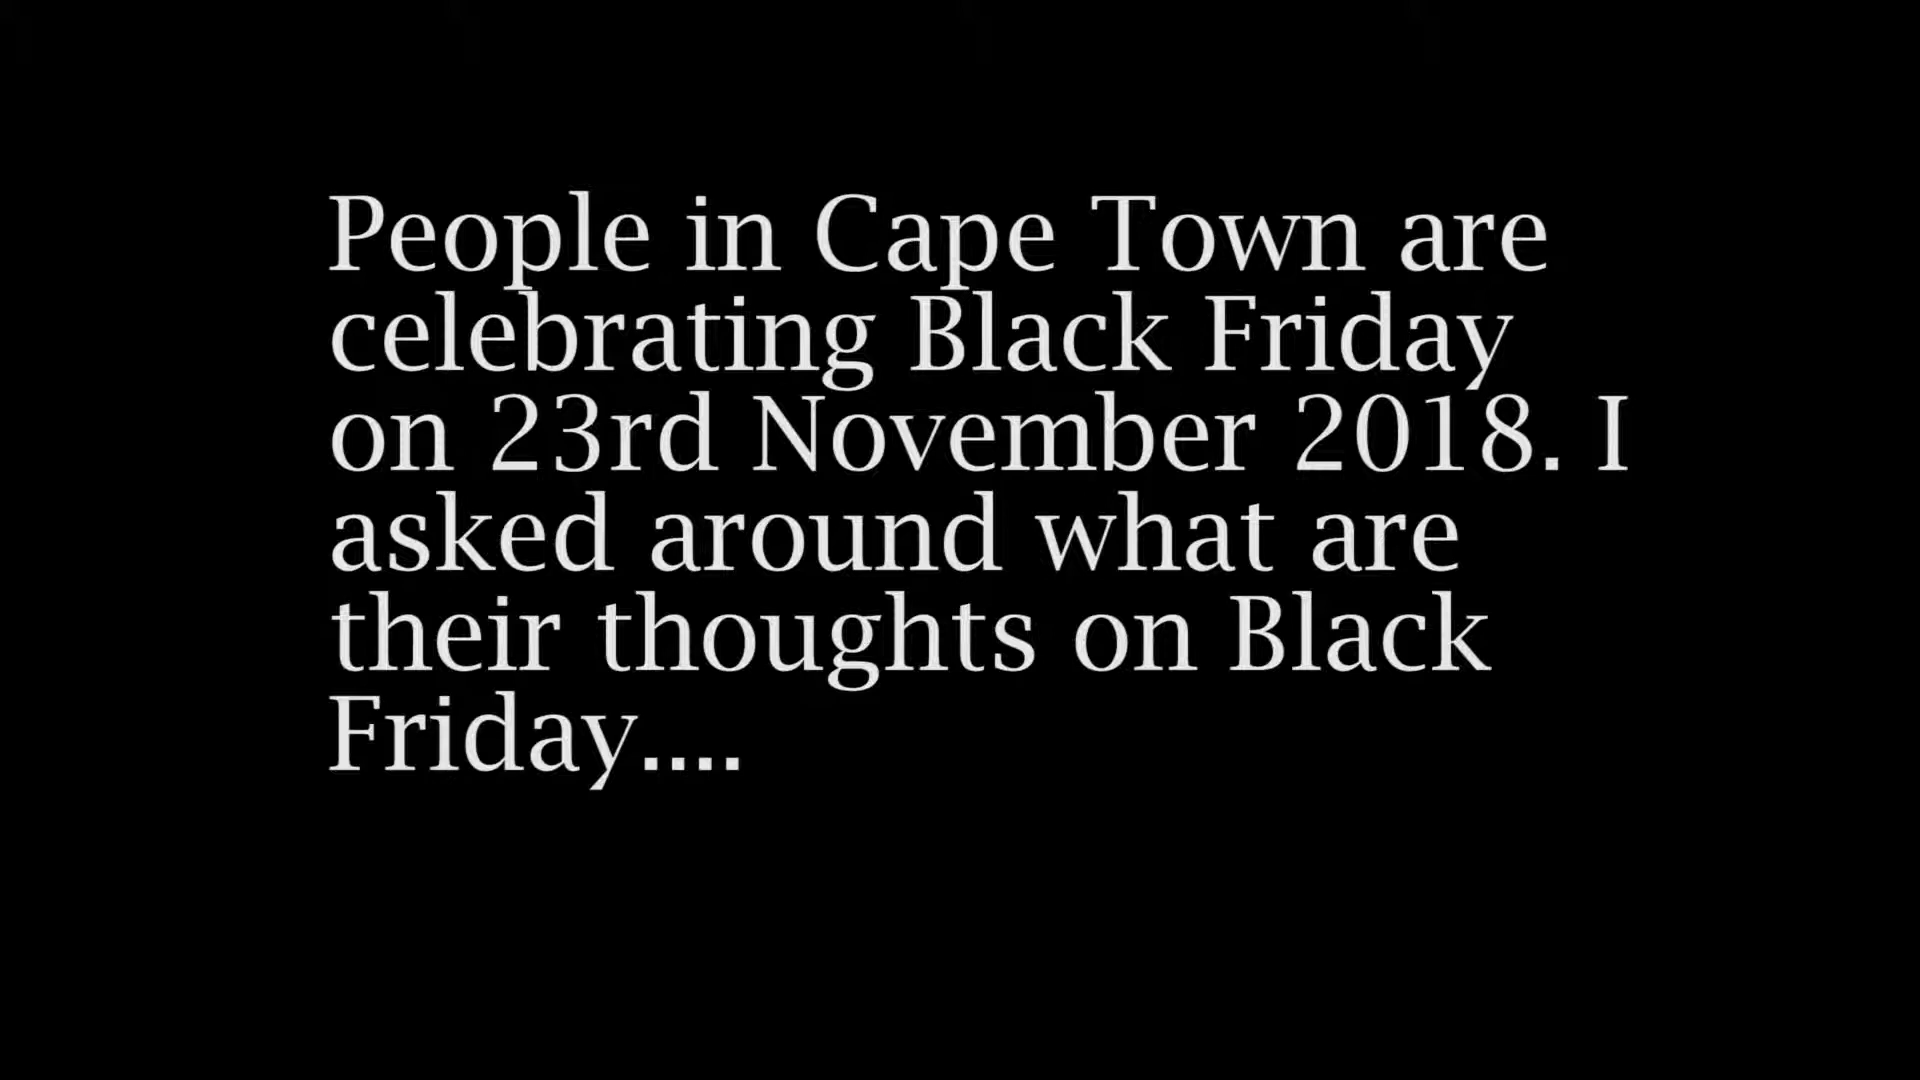 People in Cape Town are
celebrating Black Friday
on 23rd November 2018. I
asked around what are
their thoughts on Black
Friday....